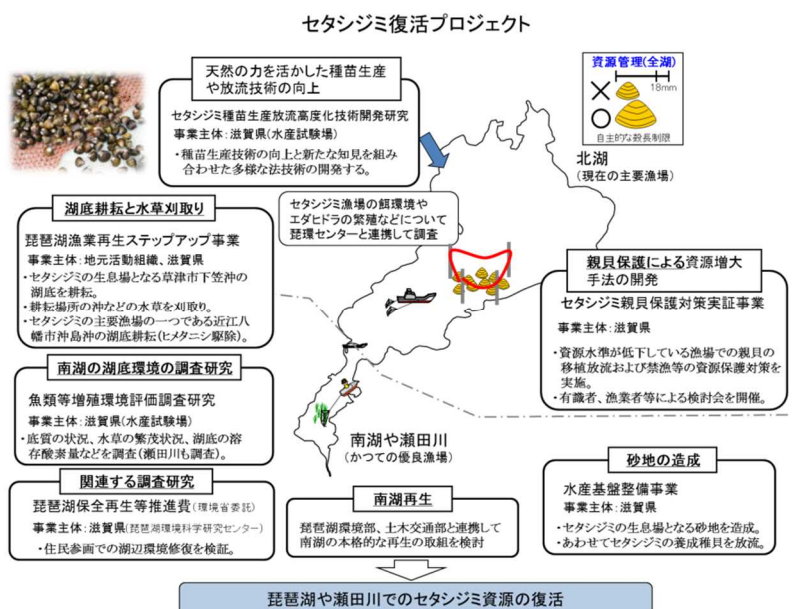 セタシジミ復活プロジェクト
天然の力を活かした種苗生産
や放流技術の向上
セタシジミ種苗生産放流高度化技術開発研究
事業主体：滋賀県(水産試験場)
・種苗生産技術の向上と新たな知見を組み
合わせた多様な法技術の開発する。
資源管理(全湖)
18mm
×
○
自主的な殻長制限
北湖
(現在の主要漁場)
セタシジミ漁場の餌環境や
エダヒドラの繁殖などについて
琵環センターと連携して調査
湖底耕耘と水草刈取り
琵琶湖漁業再生ステップアップ事業
事業主体：地元活動組織、滋賀県
・セタシジミの生息場となる草津市下笠沖の
湖底を耕耘。
・耕耘場所の沖などの水草を刈取り。
・セタシジミの主要漁場の一つである近江八
幡市沖島沖の湖底耕耘(ヒメタニシ駆除)。
親貝保護による資源増大
手法の開発
セタシジミ親貝保護対策実証事業
事業主体：滋賀県
・資源水準が低下している漁場での親貝の
移植放流および禁漁等の資源保護対策を
実施。
・有識者、漁業者等による検討会を開催。
南湖の湖底環境の調査研究
魚類等増殖環境評価調査研究
事業主体：滋賀県(水産試験場)
・底質の状況、水草の繁茂状況、湖底の溶
存酸素量などを調査(瀬田川も調査)。
南湖や瀬田川
(かつての優良漁場)
関連する調査研究
琵琶湖保全再生等推進費(環境省委託)
事業主体：滋賀県(琵琶湖環境科学研究センター)
・住民参画での湖辺環境修復を検証。
南湖再生
琵琶湖環境部、土木交通部と連携して
南湖の本格的な再生の取組を検討
砂地の造成
水産基盤整備事業
事業主体：滋賀県
・セタシジミの生息場となる砂地を造成。
・あわせてセタシジミの養成稚貝を放流。
琵琶湖や瀬田川でのセタシジミ資源の復活